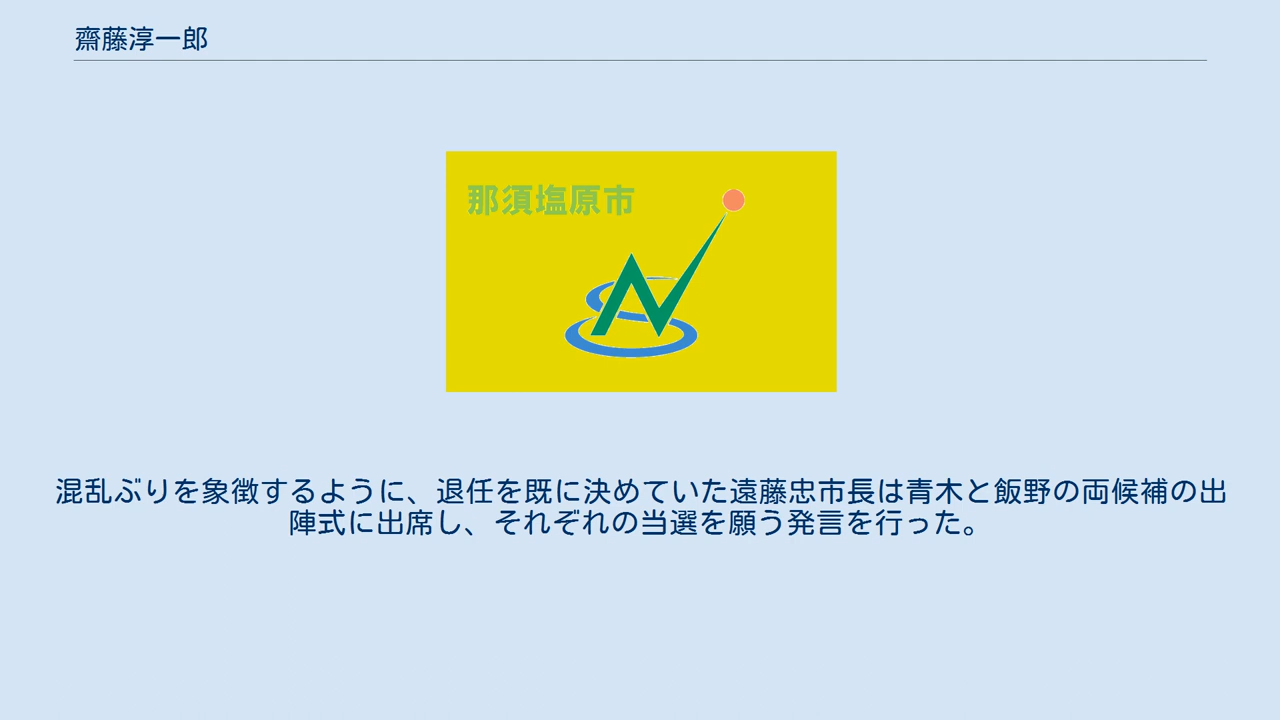 齋藤淳一郎
那須塩原市
混乱ぶりを象徴するように、退任を既に決めていた遠藤忠市長は青木と飯野の両候補の出
陣式に出席し、それぞれの当選を願う発言を行った。